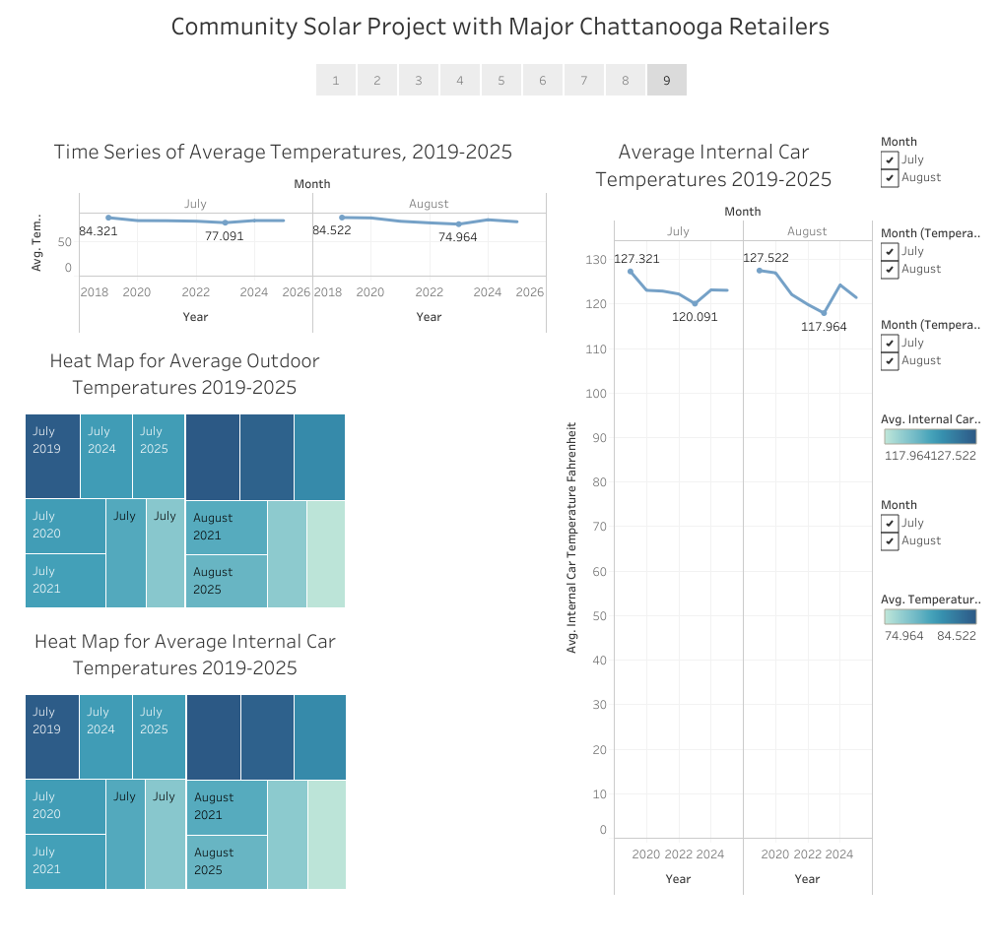 Community Solar Project with Major Chattanooga Retailers
1 2 3 4 5 6 7 8 9
Time Series of Average Temperatures, 2019-2025
Month
July August
84.321 77.091 84.522 74.964
Avg. Tem..
50
0
2018 2020 2022 2024 2026 2018 2020 2022 2024 2026
Year Year
Heat Map for Average Outdoor
Temperatures 2019-2025
July
2019
July
2024
July
2025
July
2020
July
2021
July
July
August
2021
August
2025
Heat Map for Average Internal Car
Temperatures 2019-2025
July
2019
July
2024
July
2025
July
2020
July
2021
July
July
August
2021
August
2025
Average Internal Car
Temperatures 2019-2025
Month
July August
127.321 120.091 127.522 117.964
Avg. Internal Car Temperature Fahrenheit
130
120
110
100
90
80
70
60
50
40
30
20
10
0
2020 2022 2024 2020 2022 2024
Year Year
Month
July
August
Month (Tempera..
July
August
Month (Tempera..
July
August
Avg. Internal Car..
117.964 127.522
Month
July
August
Avg. Temperatur..
74.964 84.522